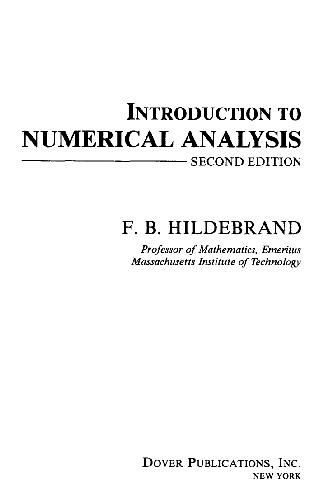 INTRODUCTION TO
NUMERICAL ANALYSIS
SECOND EDITION
F. B. HILDEBRAND
Professor of Mathematics, Emeritus
Massachusetts Institute of Technology
DOVER PUBLICATIONS, INC.
NEW YORK